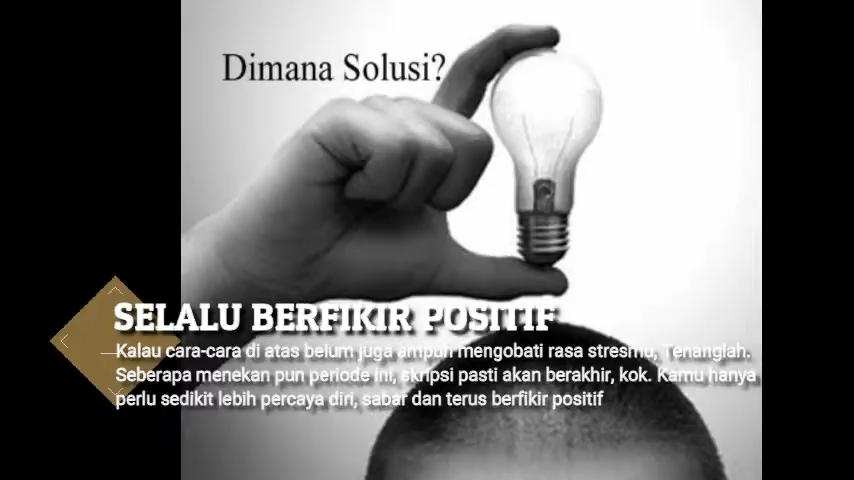 Dimana Solusi?
SELALU BERFIKIR POSITIF
Kalau cara-cara di atas belum juga ampuh mengobati rasa stresmu, Tenanglah.
Seberapa menekan pun periode ini, skripsi pasti akan berakhir, kok. Kamu hanya
perlu sedikit lebih percaya diri, sabar dan terus berfikir positif